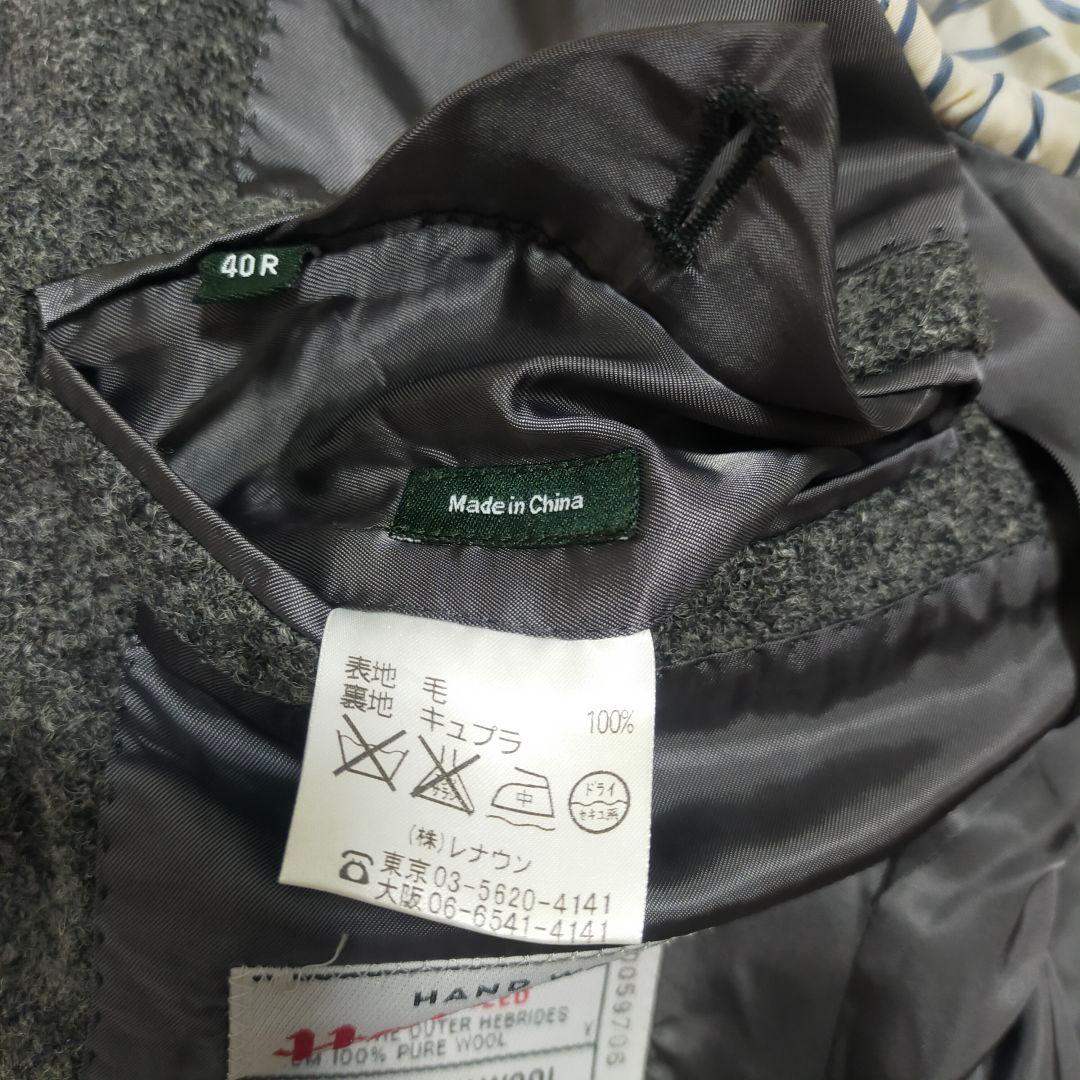 40R
Made in China
表地 毛 100%
裏地 キュプラ
中
ドライ
セキユ系
(株)レナウン
☎東京03-5620-4141
大阪06-6541-4141
HAND
OUTER HEBRIDES
100% PURE WOOL